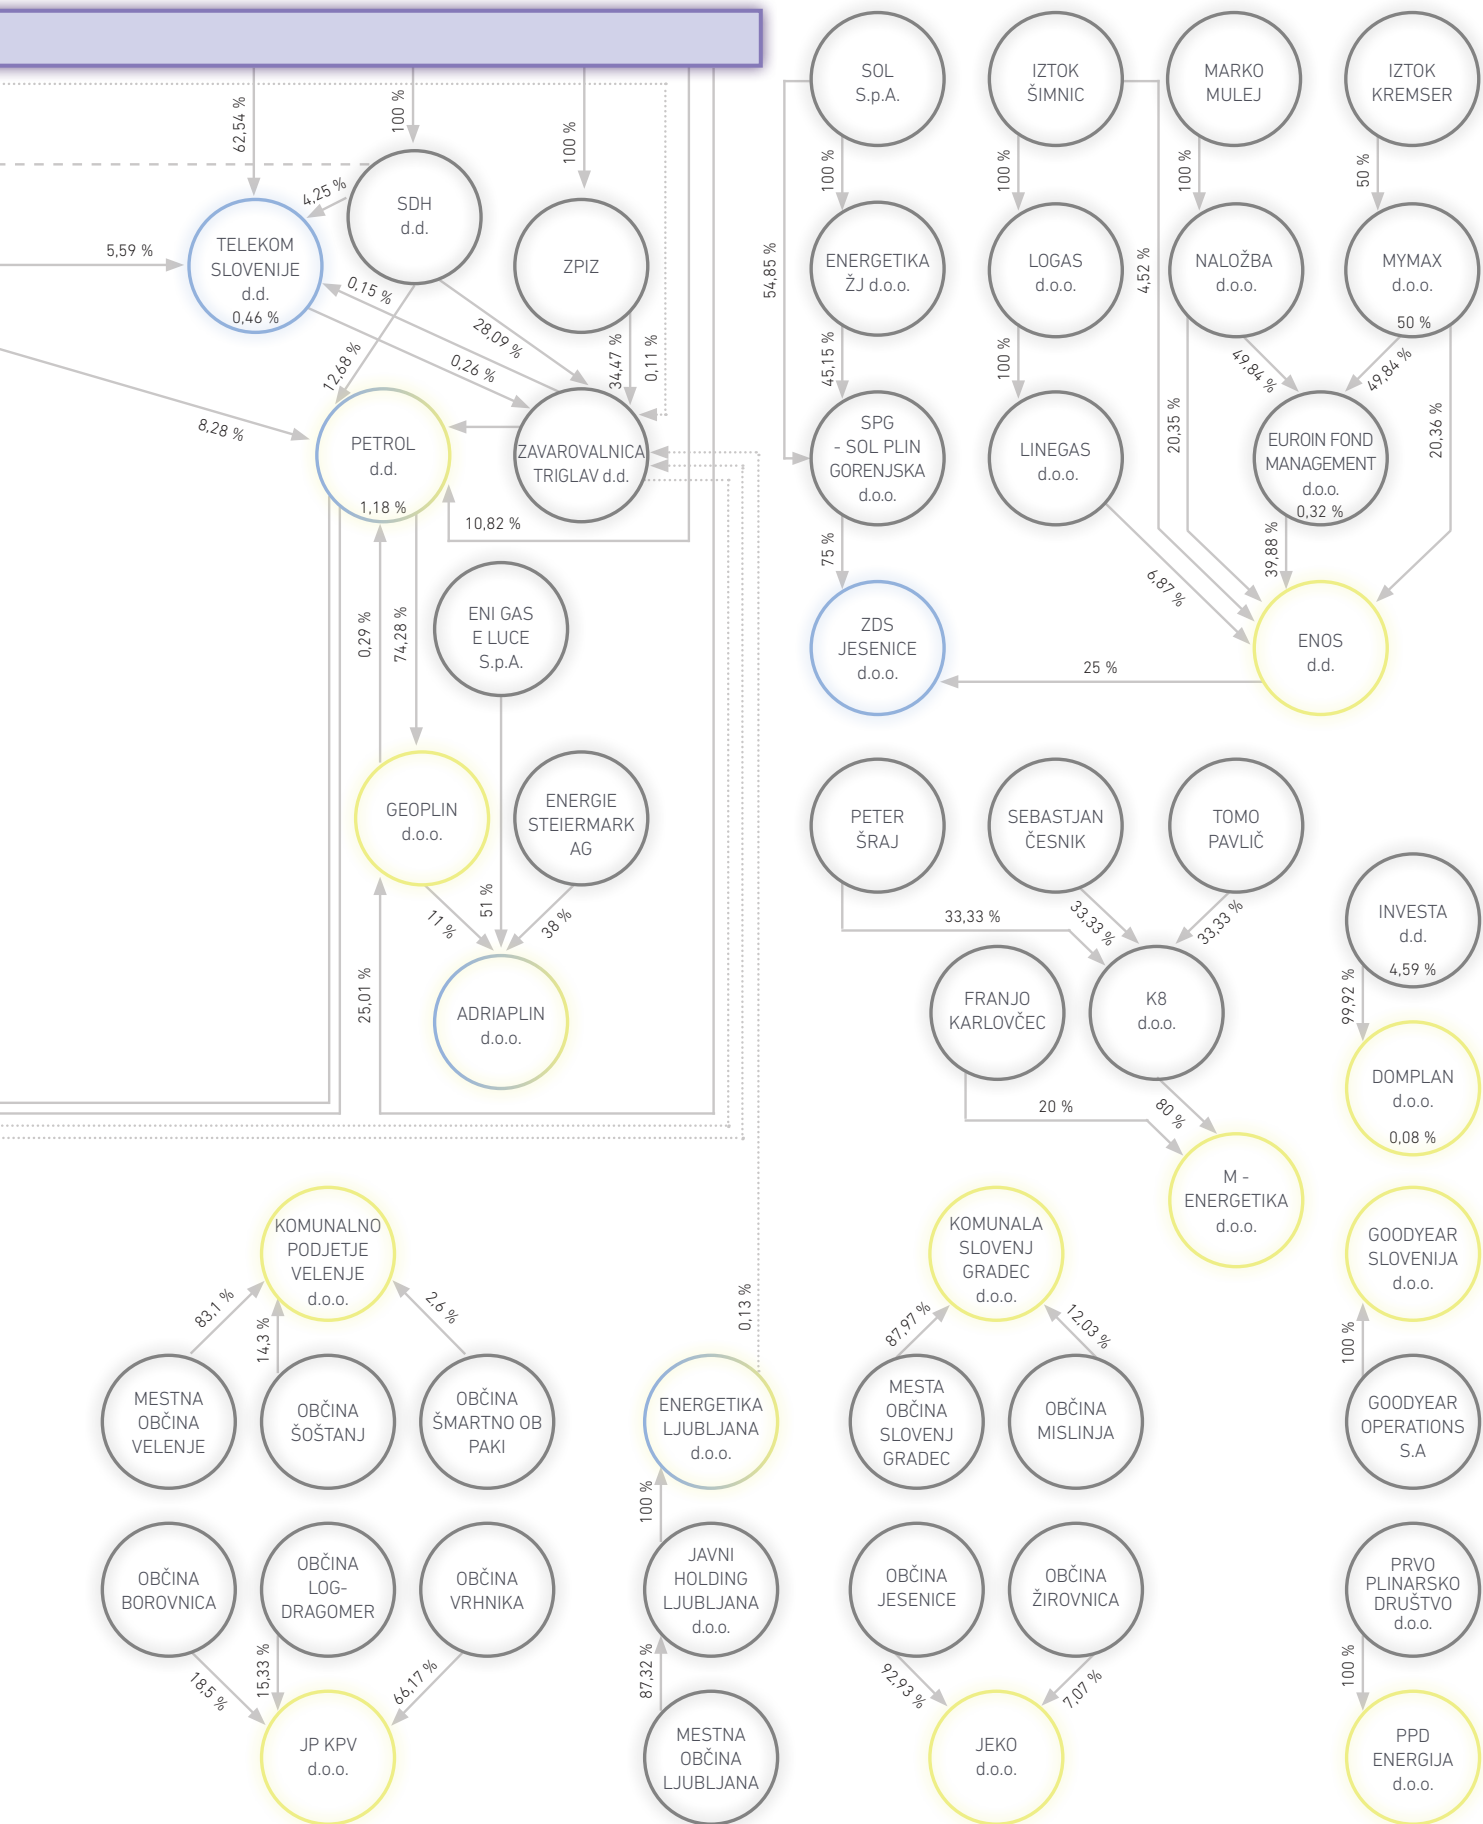 62,54 %
100 %
100 %
4,25 %
SDH
d.d.
5,59 %
TELEKOM
SLOVENIJE
d.d.
0,46 %
ZPIZ
0,15 %
28,09 %
34,47 %
0,11 %
12,68 %
0,26 %
8,28 %
PETROL
d.d.
1,18 %
ZAVAROVALNICA
TRIGLAV d.d.
10,82 %
0,29 %
74,28 %
ENI GAS
E LUCE
S.p.A.
GEOPLIN
d.o.o.
ENERGIE
STEIERMARK
AG
11 %
51 %
38 %
25,01 %
ADRIAPLIN
d.o.o.
SOL
S.p.A.
IZTOK
ŠIMNIC
MARKO
MULEJ
IZTOK
KREMSER
100 %
100 %
100 %
50 %
54,85 %
ENERGETIKA
ŽJ d.o.o.
LOGAS
d.o.o.
4,52 %
NALOŽBA
d.o.o.
MYMAX
d.o.o.
50 %
45,15 %
100 %
49,84 %
49,84 %
20,35 %
20,36 %
SPG
- SOL PLIN
GORENJSKA
d.o.o.
LINEGAS
d.o.o.
EUROIN FOND
MANAGEMENT
d.o.o.
0,32 %
75 %
6,87 %
39,88 %
ZDS
JESENICE
d.o.o.
25 %
ENOS
d.d.
PETER
ŠRAJ
SEBASTJAN
ČESNIK
TOMO
PAVLIČ
33,33 %
33,33 %
33,33 %
INVESTA
d.d.
4,59 %
FRANJO
KARLOVČEC
K8
d.o.o.
99,92 %
20 %
80 %
DOMPLAN
d.o.o.
0,08 %
M -
ENERGETIKA
d.o.o.
KOMUNALNO
PODJETJE
VELENJE
d.o.o.
83,1 %
14,3 %
2,6 %
MESTNA
OBČINA
VELENJE
OBČINA
ŠOŠTANJ
OBČINA
ŠMARTNO OB
PAKI
0,13 %
ENERGETIKA
LJUBLJANA
d.o.o.
100 %
JAVNI
HOLDING
LJUBLJANA
d.o.o.
87,32 %
MESTNA
OBČINA
LJUBLJANA
KOMUNALA
SLOVENJ
GRADEC
d.o.o.
87,97 %
12,03 %
MESTA
OBČINA
SLOVENJ
GRADEC
OBČINA
MISLINJA
GOODYEAR
SLOVENIJA
d.o.o.
100 %
GOODYEAR
OPERATIONS
S.A
OBČINA
BOROVNICA
OBČINA
LOG-
DRAGOMER
OBČINA
VRHNIKA
18,5 %
15,33 %
66,17 %
JP KPV
d.o.o.
OBČINA
JESENICE
OBČINA
ŽIROVNICA
92,93 %
7,07 %
JEKO
d.o.o.
PRVO
PLINARSKO
DRUŠTVO
d.o.o.
100 %
PPD
ENERGIJA
d.o.o.